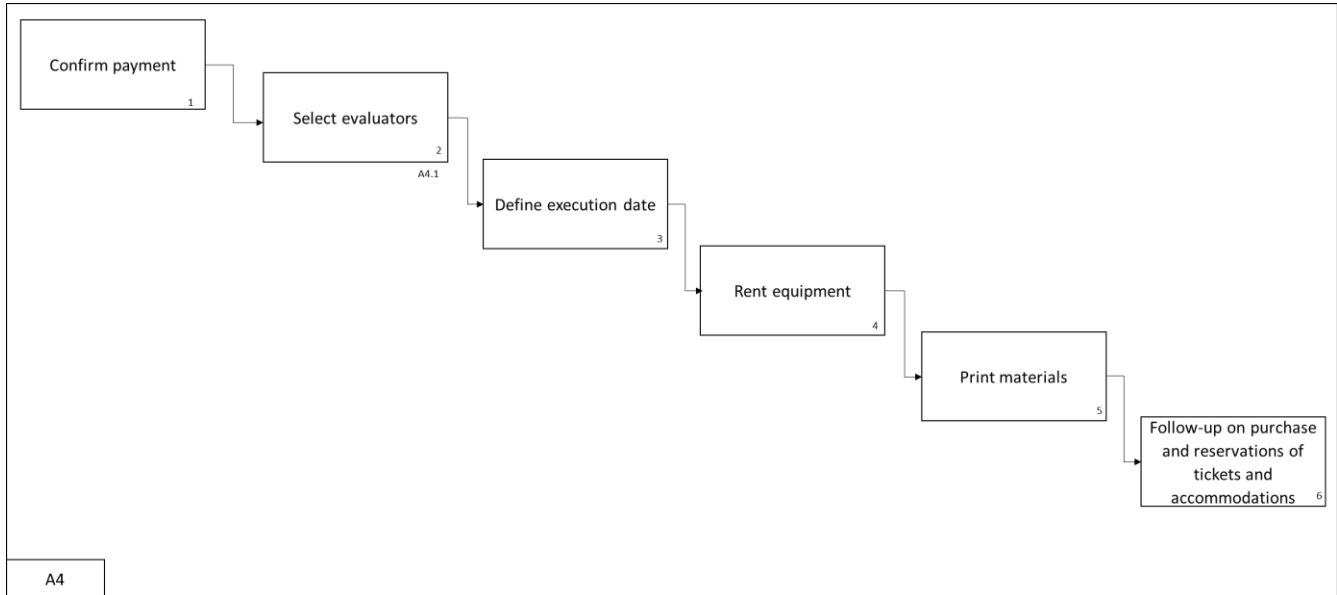 Confirm payment
1
Select evaluators
2
A4.1
Define execution date
3
Rent equipment
4
Print materials
5
Follow-up on purchase
and reservations of
tickets and
accommodations
6
A4